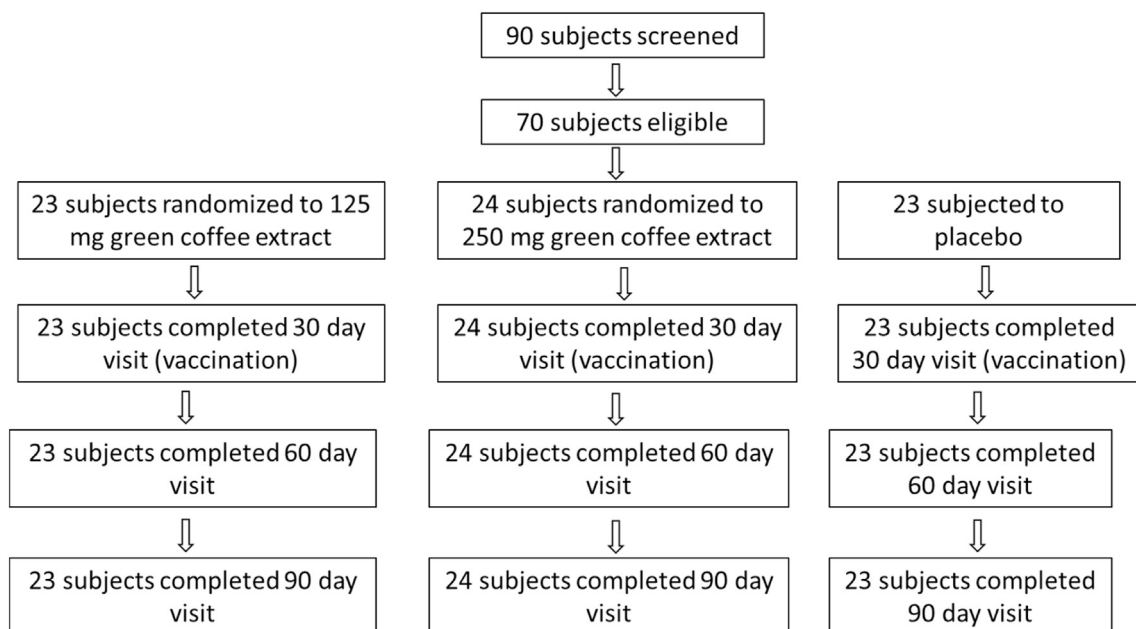 90 subjects screened
70 subjects eligible
23 subjects randomized to 125
mg green coffee extract
24 subjects randomized to
250 mg green coffee extract
23 subjected to
placebo
23 subjects completed 30 day
visit (vaccination)
24 subjects completed 30 day
visit (vaccination)
23 subjects completed
30 day visit (vaccination)
23 subjects completed 60 day
visit
24 subjects completed 60 day
visit
23 subjects completed
60 day visit
23 subjects completed 90 day
visit
24 subjects completed 90 day
visit
23 subjects completed
90 day visit